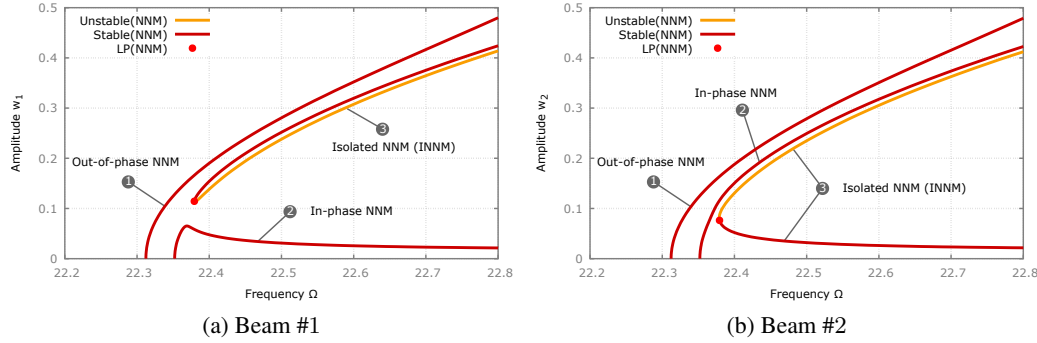 Unstable(NNM)
Stable(NNM)
LP(NNM)
0.5
0.4
0.3
0.2
0.1
0
Amplitude w1
3
Isolated NNM (INNM)
Out-of-phase NNM
1
2
In-phase NNM
22.2 22.3 22.4 22.5 22.6 22.7 22.8
Frequency Ω
(a) Beam #1
Unstable(NNM)
Stable(NNM)
LP(NNM)
0.5
0.4
0.3
0.2
0.1
0
Amplitude w2
In-phase NNM
2
Out-of-phase NNM
1
3
Isolated NNM (INNM)
22.2 22.3 22.4 22.5 22.6 22.7 22.8
Frequency Ω
(b) Beam #2